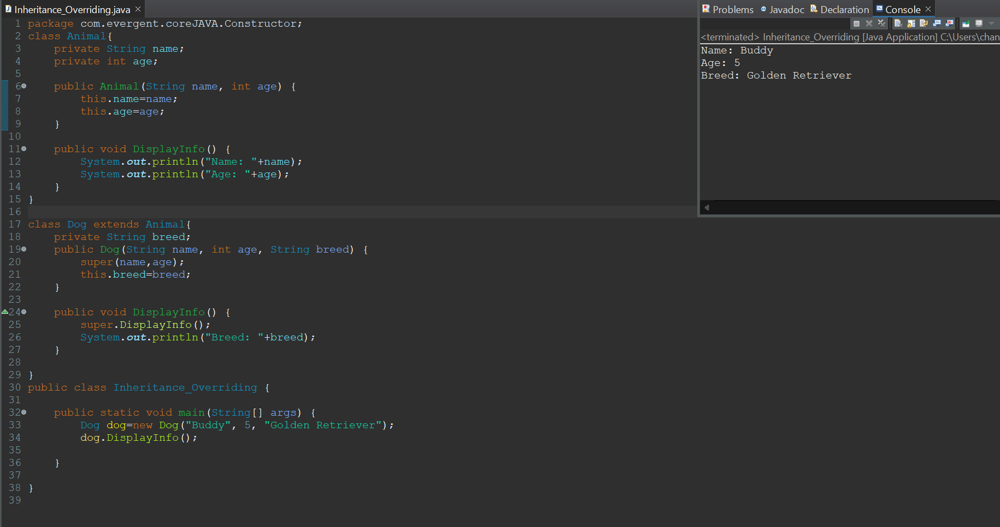 Inheritance_Overriding.java
1 package com.evergent.coreJAVA.Constructor;
2 class Animal{
3     private String name;
4     private int age;
5
6     public Animal(String name, int age) {
7         this.name=name;
8         this.age=age;
9     }
10
11     public void DisplayInfo() {
12         System.out.println("Name: "+name);
13         System.out.println("Age: "+age);
14     }
15 }
16
17 class Dog extends Animal{
18     private String breed;
19     public Dog(String name, int age, String breed) {
20         super(name,age);
21         this.breed=breed;
22     }
23
24     public void DisplayInfo() {
25         super.DisplayInfo();
26         System.out.println("Breed: "+breed);
27     }
28
29 }
30 public class Inheritance_Overriding {
31
32     public static void main(String[] args) {
33         Dog dog=new Dog("Buddy", 5, "Golden Retriever");
34         dog.DisplayInfo();
35
36     }
37
38 }
39
Problems Javadoc Declaration Console
<terminated> Inheritance_Overriding [Java Application] C:\Users\chan
Name: Buddy
Age: 5
Breed: Golden Retriever